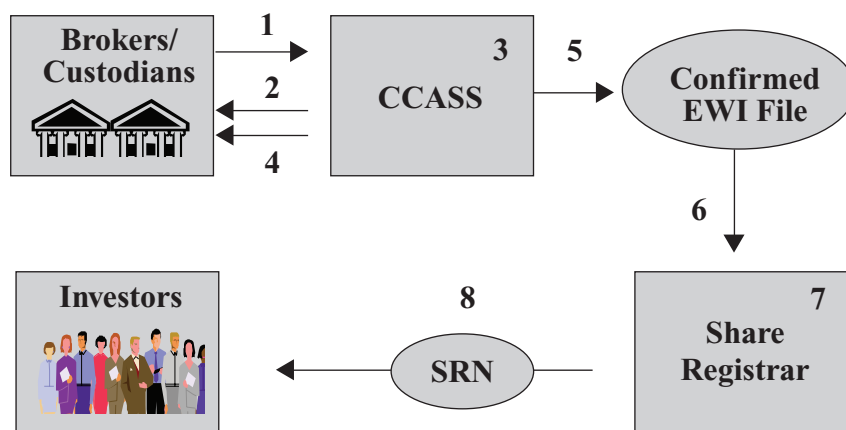 Brokers/
Custodians
1
2
4
3
CCASS
5
Confirmed
EWI File
6
7
Share
Registrar
8
SRN
Investors